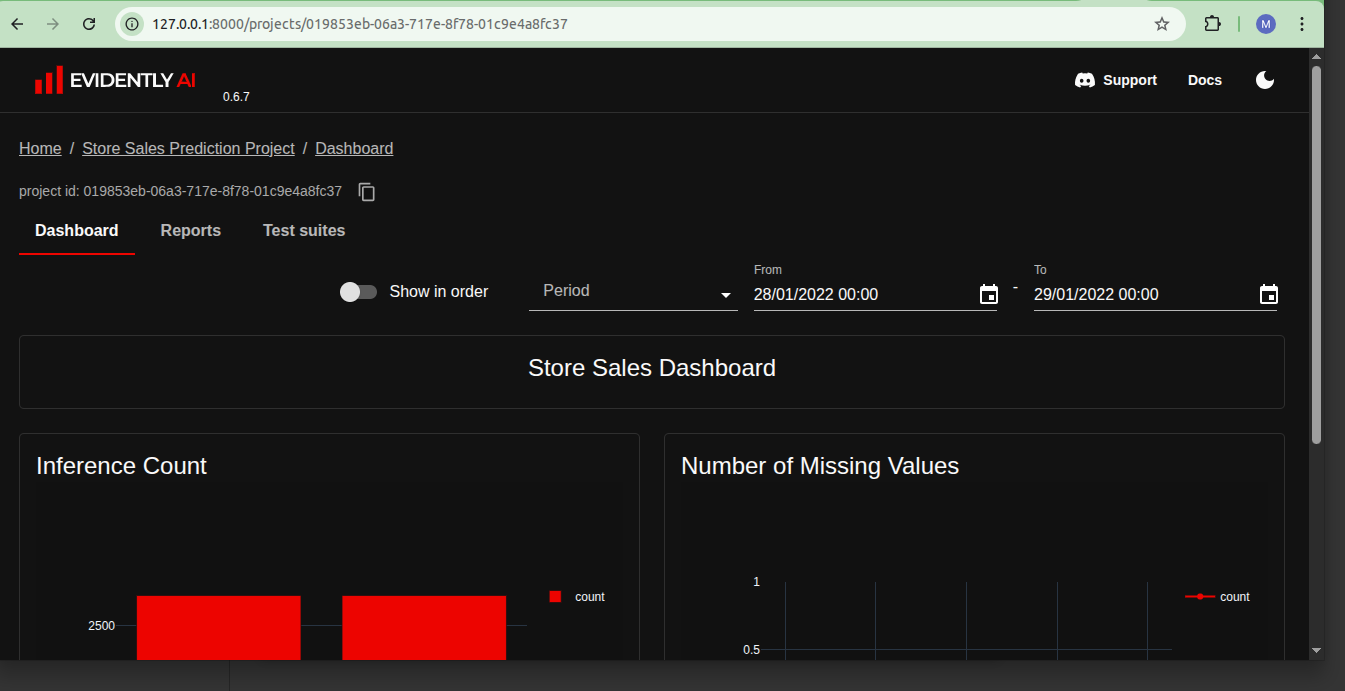 127.0.0.1:8000/projects/019853eb-06a3-717e-8f78-01c9e4a8fc37
M
EVIDENTLY AI
0.6.7
Support
Docs
Home / Store Sales Prediction Project / Dashboard
project id: 019853eb-06a3-717e-8f78-01c9e4a8fc37
Dashboard Reports Test suites
Show in order
Period
From
28/01/2022 00:00
-
To
29/01/2022 00:00
Store Sales Dashboard
Inference Count
2500
count
Number of Missing Values
1
0.5
count